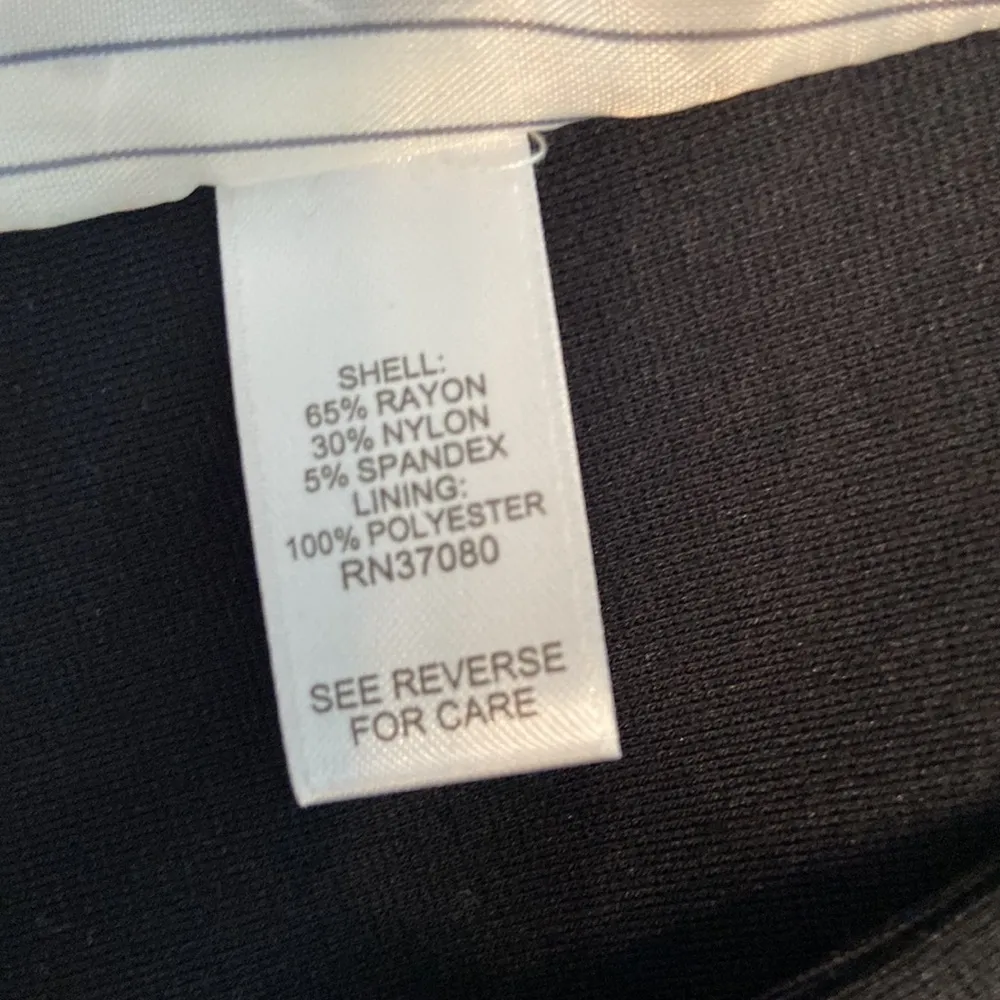 SHELL:
65% RAYON
30% NYLON
5% SPANDEX
LINING:
100% POLYESTER
RN37080
SEE REVERSE
FOR CARE